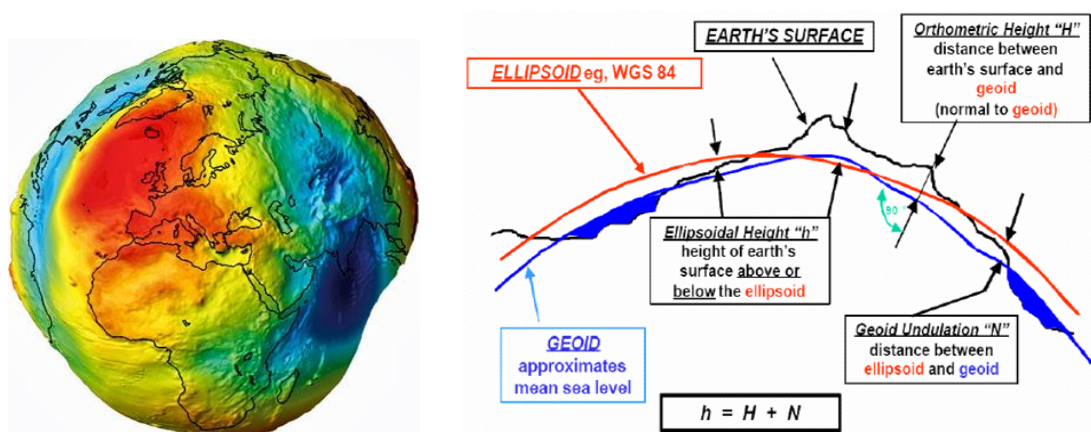 EARTH'S SURFACE
Orthometric Height "H"
distance between
earth's surface and
geoid
(normal to geoid)
ELLIPSOID eg, WGS 84
90°
Ellipsoidal Height "h"
height of earth's
surface above or
below the ellipsoid
GEOID
approximates
mean sea level
Geoid Undulation "N"
distance between
ellipsoid and geoid
h = H + N